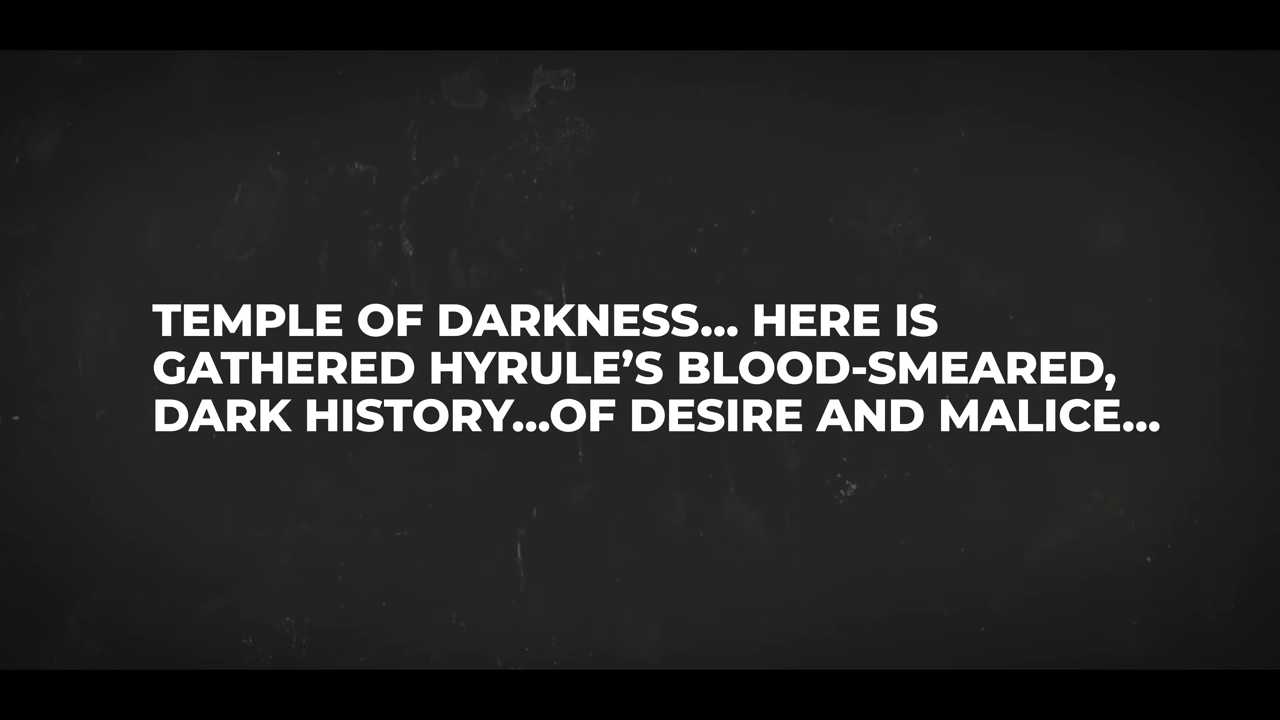 TEMPLE OF DARKNESS... HERE IS
GATHERED HYRULE’S BLOOD-SMEARED,
DARK HISTORY...OF DESIRE AND MALICE...